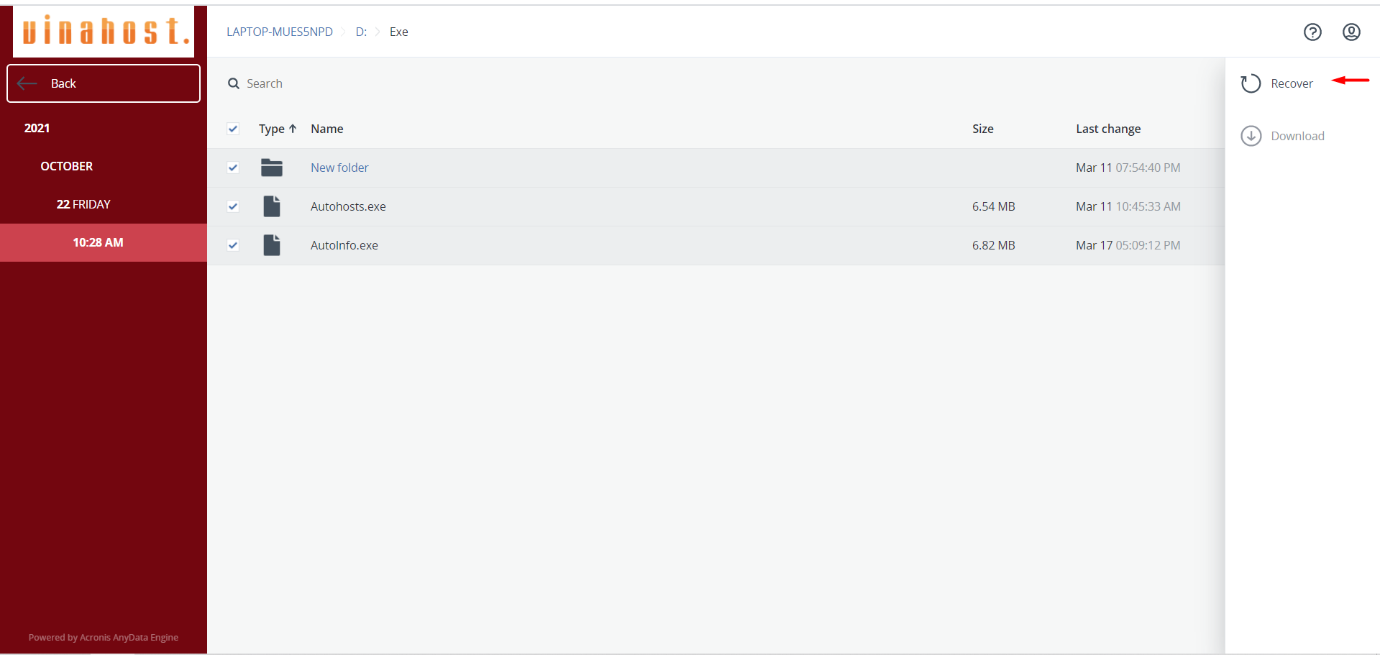 vinahost.
LAPTOP-MUES5NPD > D: > Exe
Back
Search
Recover
2021
Type ↑ Name Size Last change
Download
OCTOBER
New folder Mar 11 07:54:40 PM
22 FRIDAY
Autohosts.exe 6.54 MB Mar 11 10:45:33 AM
10:28 AM
AutoInfo.exe 6.82 MB Mar 17 05:09:12 PM
Powered by Acronis AnyData Engine